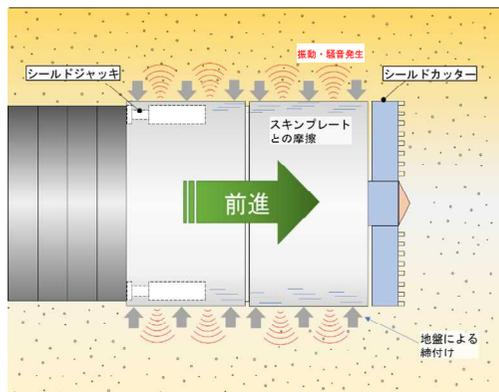 振動・騒音発生
シールドジャッキ
シールドカッター
スキンプレート
との摩擦
前進
地盤による
締付け